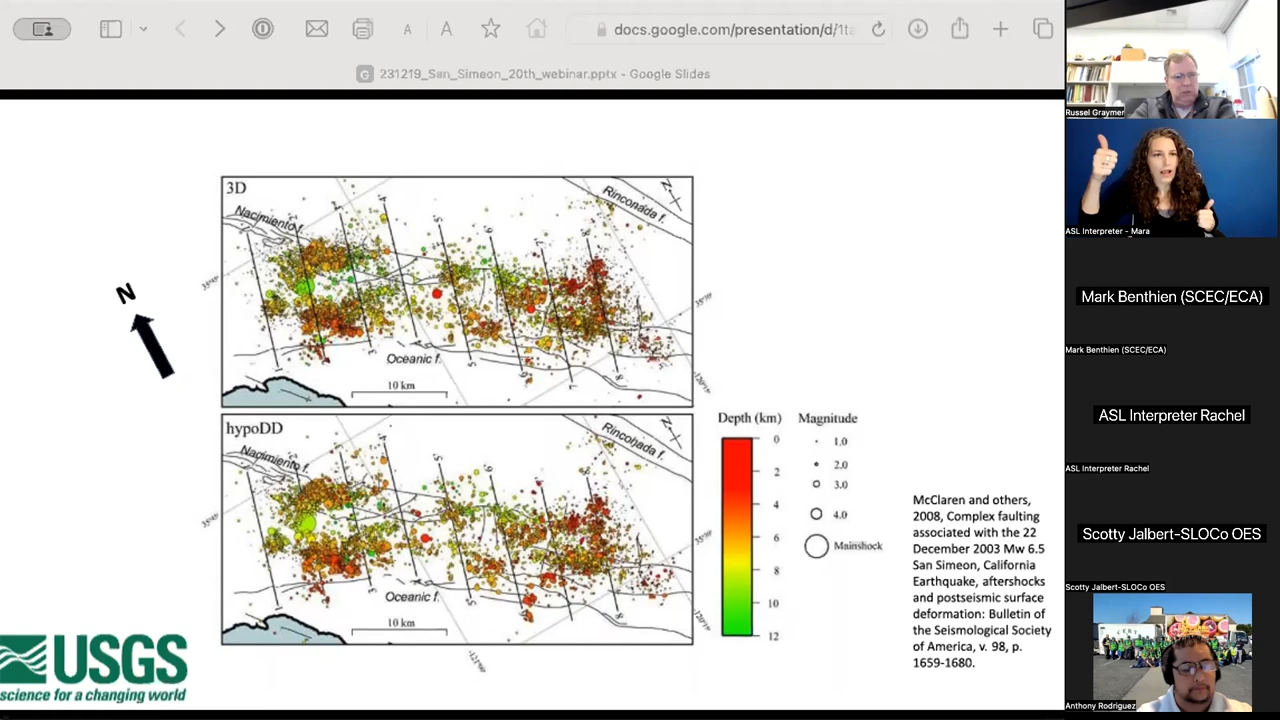 docs.google.com/presentation/d/1t
231219_San_Simeon_20th_webinar.pptx - Google Slides
3D
Nacimiento f.
Rinconada f.
N
Oceanic f.
10 km
N
hypoDD
Nacimiento f.
Rinconada f.
N
Oceanic f.
10 km
Depth (km)
0
2
4
6
8
10
12
Magnitude
1.0
2.0
3.0
4.0
Mainshock
McClaren and others,
2008, Complex faulting
associated with the 22
December 2003 Mw 6.5
San Simeon, California
Earthquake, aftershocks
and postseismic surface
deformation: Bulletin of
the Seismological Society
of America, v. 98, p.
1659-1680.
USGS
science for a changing world
Russel Graymer
ASL Interpreter - Mara
Mark Benthien (SCEC/ECA)
Mark Benthien (SCEC/ECA)
ASL Interpreter Rachel
ASL Interpreter Rachel
Scotty Jalbert-SLOCo OES
Scotty Jalbert-SLOCo OES
CERT
Anthony Rodriguez